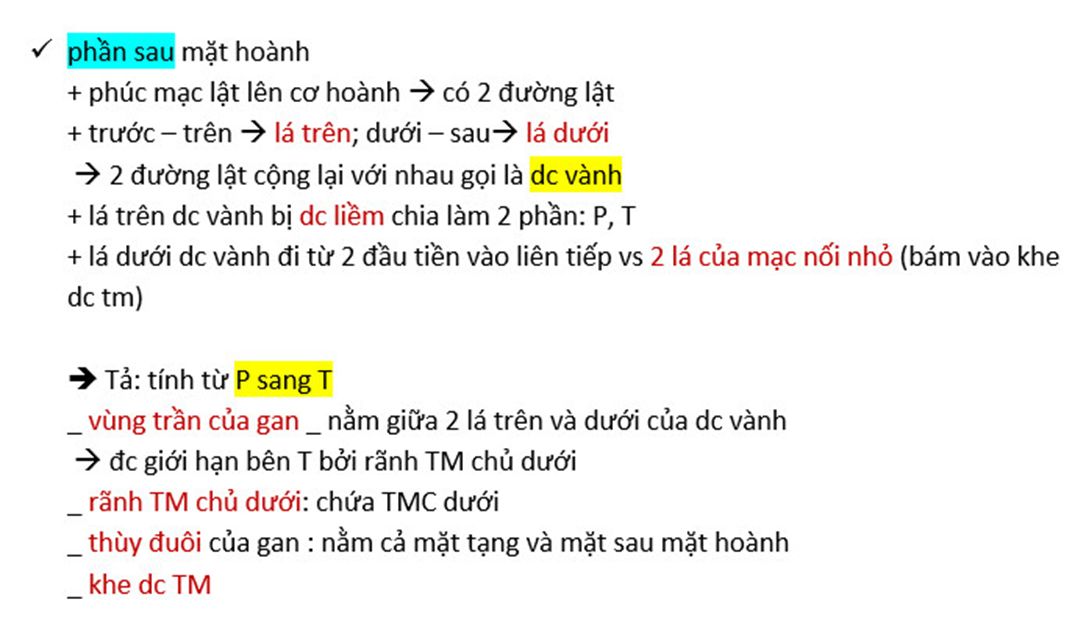 ✓ phần sau mặt hoành
+ phúc mạc lật lên cơ hoành → có 2 đường lật
+ trước – trên → lá trên; dưới – sau→ lá dưới
→ 2 đường lật cộng lại với nhau gọi là dc vành
+ lá trên dc vành bị dc liềm chia làm 2 phần: P, T
+ lá dưới dc vành đi từ 2 đầu tiền vào liên tiếp vs 2 lá của mạc nối nhỏ (bám vào khe
dc tm)
➔ Tả: tính từ P sang T
_ vùng trần của gan _ nằm giữa 2 lá trên và dưới của dc vành
→ đc giới hạn bên T bởi rãnh TM chủ dưới
_ rãnh TM chủ dưới: chứa TMC dưới
_ thùy đuôi của gan : nằm cả mặt tạng và mặt sau mặt hoành
_ khe dc TM